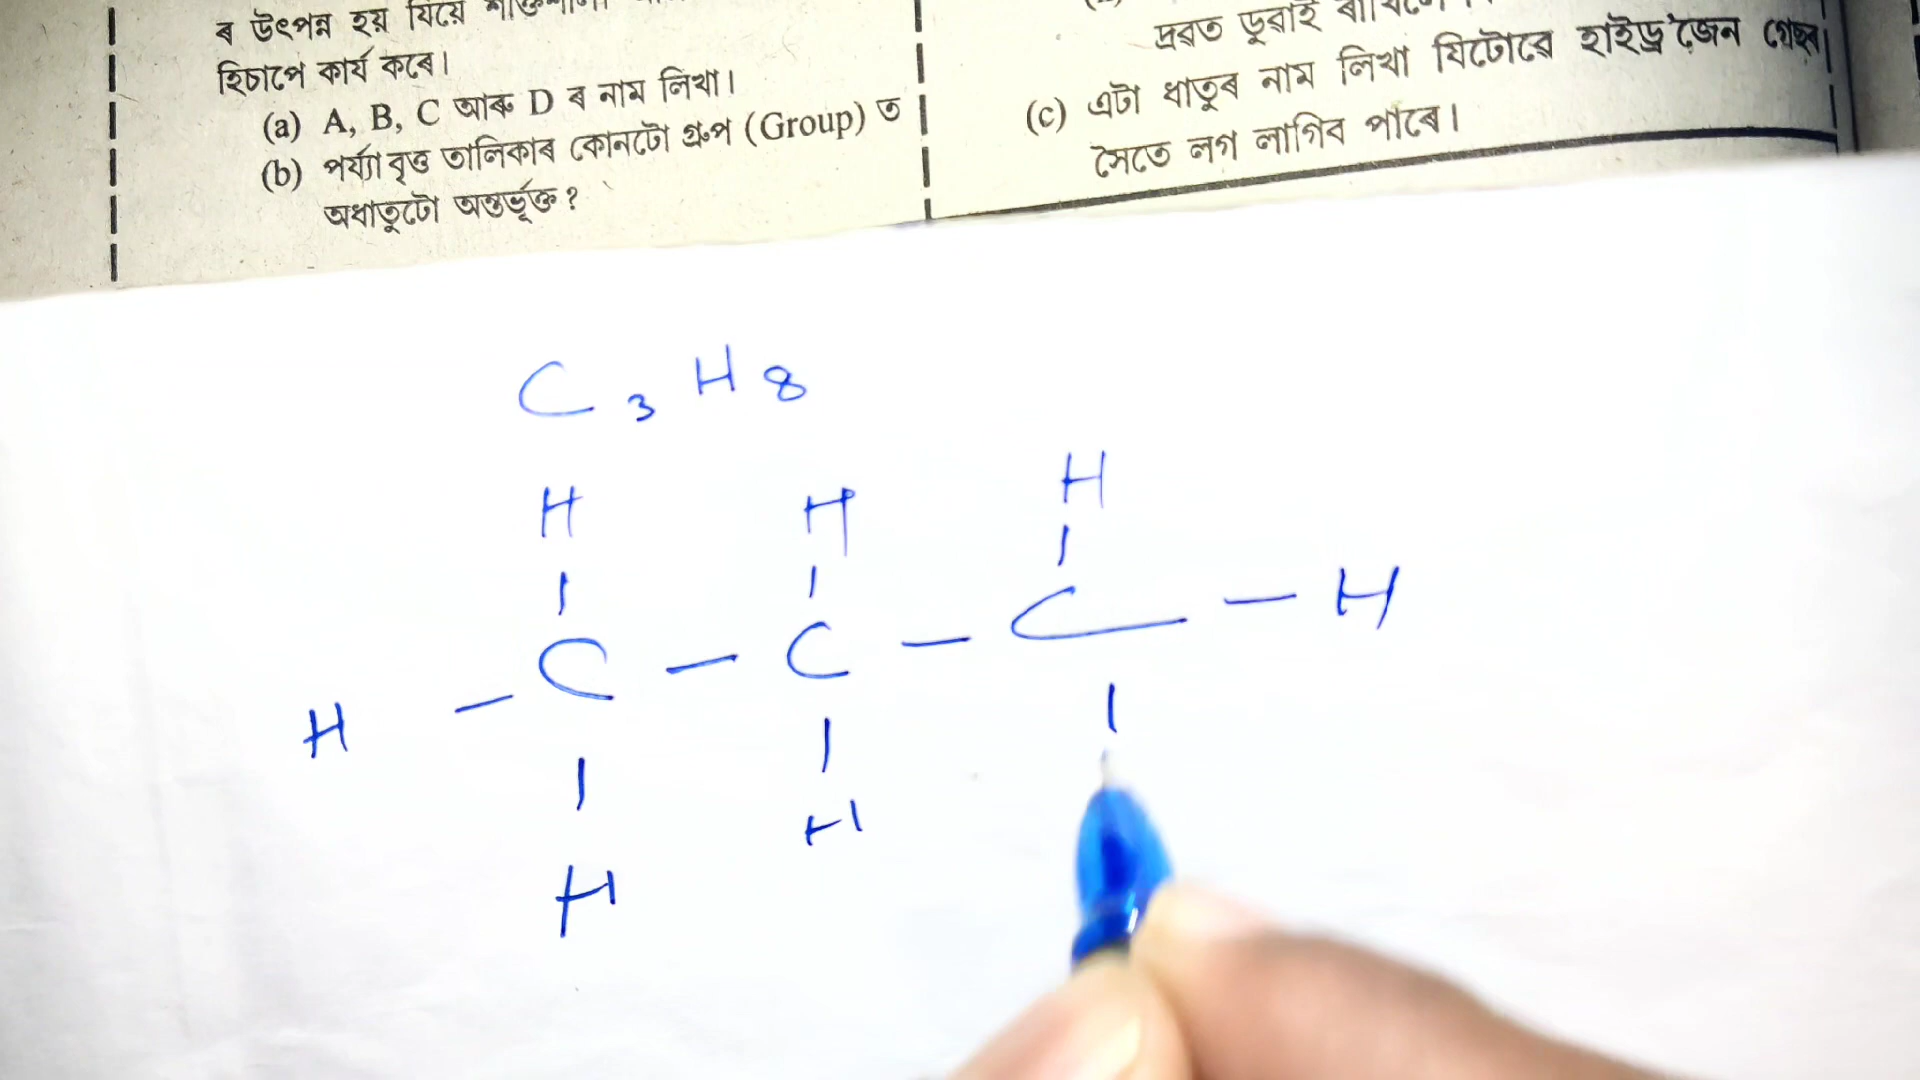 ৰ উৎপন্ন হয় যিয়ে
হিচাপে কাৰ্য কৰে।
(a) A, B, C আৰু D ৰ নাম লিখা।
(b) পৰ্য্যাবৃত্ত তালিকাৰ কোনটো গ্ৰুপ (Group) ত
অধাতুটো অন্তৰ্ভূক্ত?
দ্ৰৱত ডুবাই
(c) এটা ধাতুৰ নাম লিখা যিটোৱে হাইড্ৰ'জেন গেছৰ
সৈতে লগ লাগিব পাৰে।
C3H8
H H H
| | |
H - C - C - C - H
| | |
H H